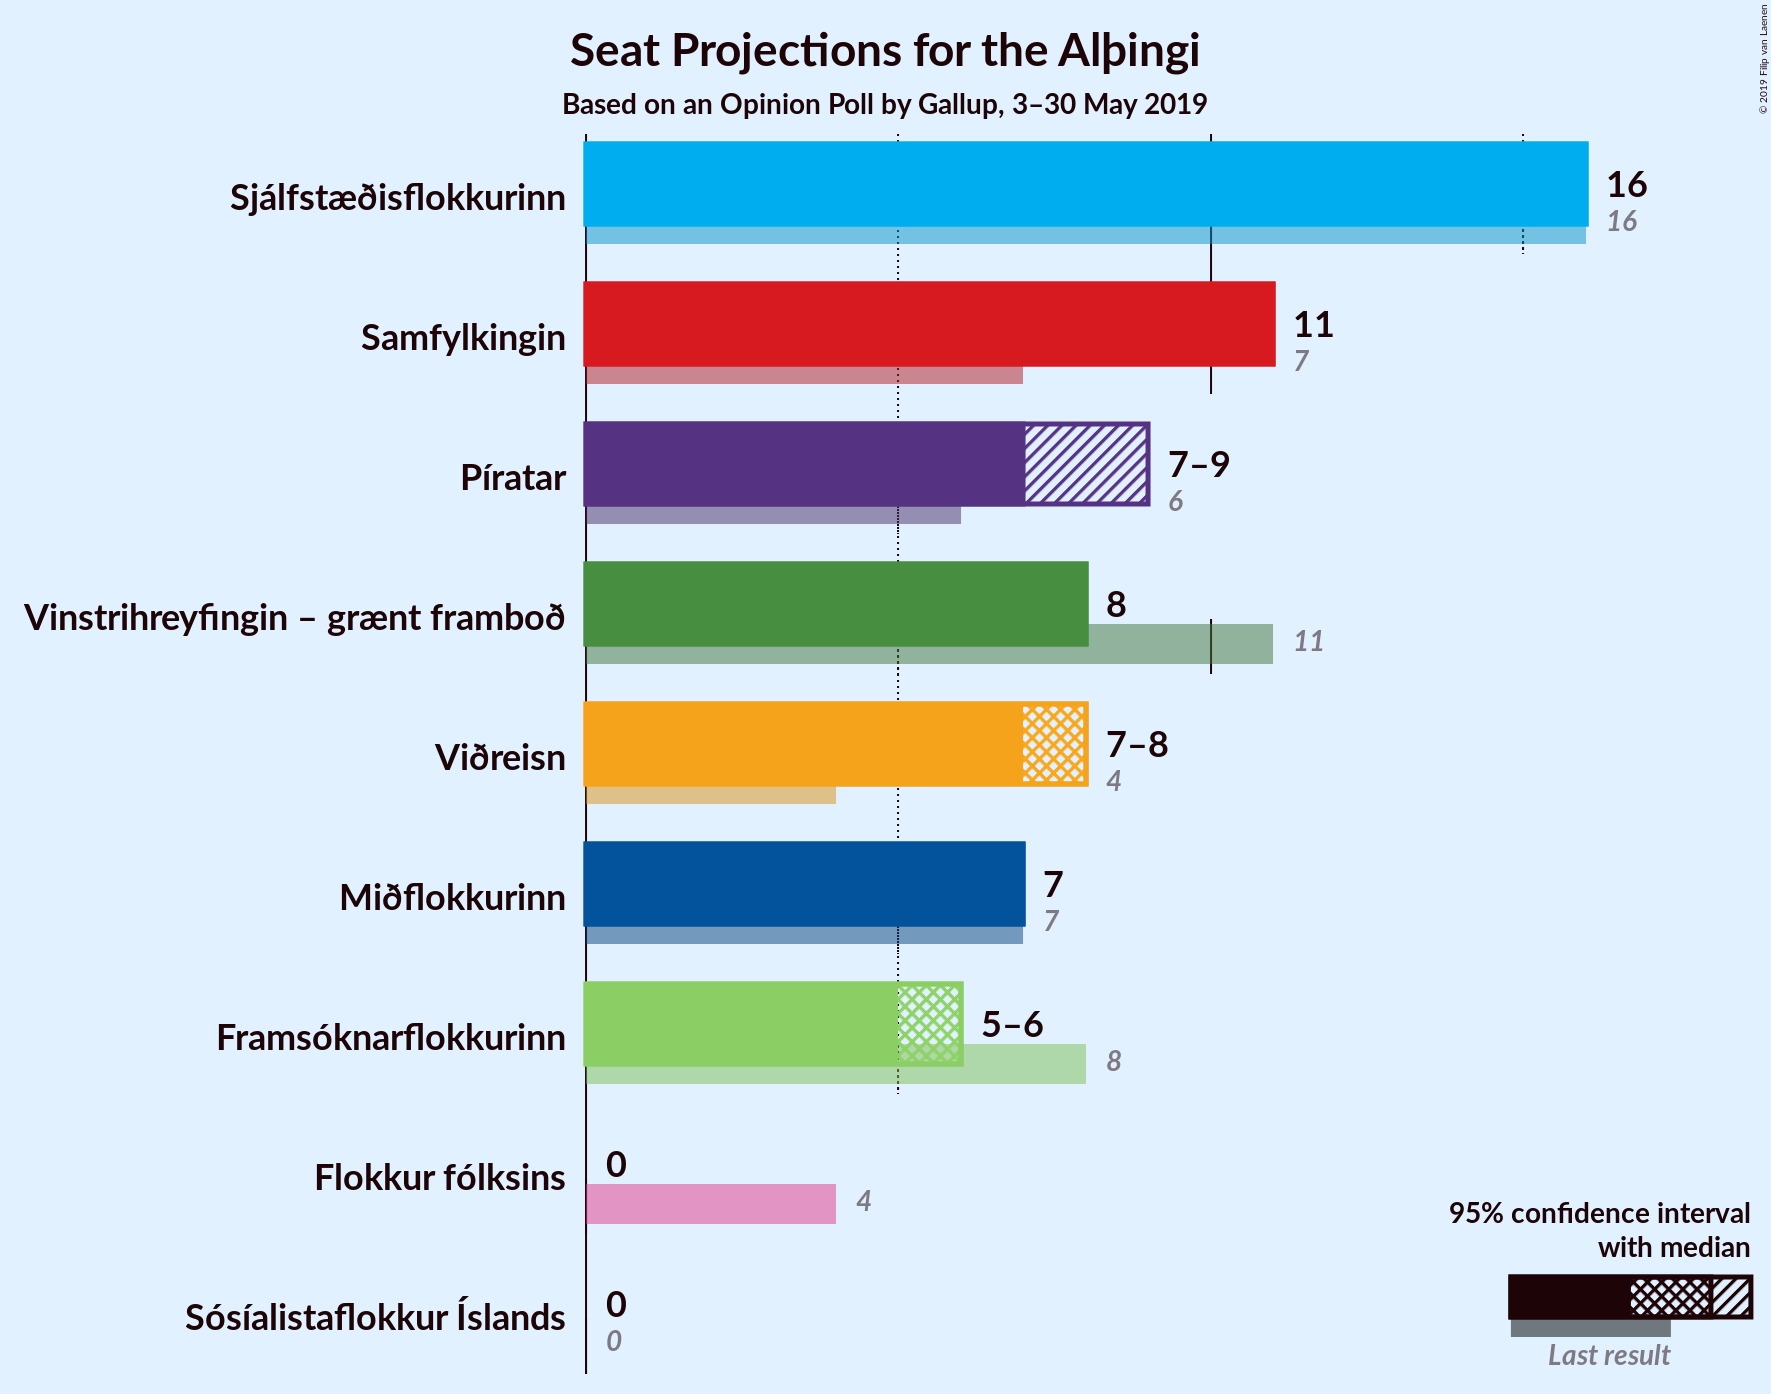 Seat Projections for the Alþingi
Based on an Opinion Poll by Gallup, 3–30 May 2019
© 2019 Filip van Laenen
Sjálfstæðisflokkurinn
16
16
Samfylkingin
11
7
Píratar
7–9
6
Vinstrihreyfingin – grænt framboð
8
11
Viðreisn
7–8
4
Miðflokkurinn
7
7
Framsóknarflokkurinn
5–6
8
Flokkur fólksins
0
4
Sósíalistaflokkur Íslands
0
0
95% confidence interval
with median
Last result